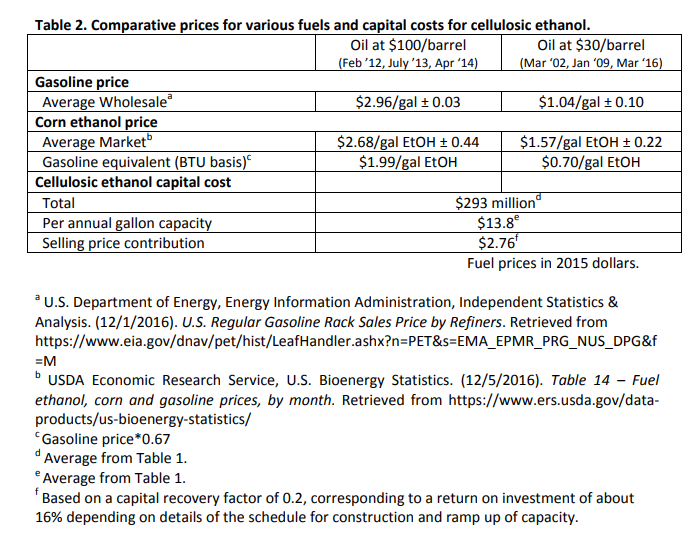 Table 2. Comparative prices for various fuels and capital costs for cellulosic ethanol.
Oil at $100/barrel Oil at $30/barrel
(Feb ’12, July ’13, Apr ’14) (Mar ‘02, Jan ‘09, Mar ‘16)
Gasoline price
Average Wholesaleᵃ $2.96/gal ± 0.03 $1.04/gal ± 0.10
Corn ethanol price
Average Marketᵇ $2.68/gal EtOH ± 0.44 $1.57/gal EtOH ± 0.22
Gasoline equivalent (BTU basis)ᶜ $1.99/gal EtOH $0.70/gal EtOH
Cellulosic ethanol capital cost
Total $293 millionᵈ
Per annual gallon capacity $13.8ᵉ
Selling price contribution $2.76ᶠ
Fuel prices in 2015 dollars.
ᵃ U.S. Department of Energy, Energy Information Administration, Independent Statistics &
Analysis. (12/1/2016). U.S. Regular Gasoline Rack Sales Price by Refiners. Retrieved from
https://www.eia.gov/dnav/pet/hist/LeafHandler.ashx?n=PET&s=EMA_EPMR_PRG_NUS_DPG&f
=M
ᵇ USDA Economic Research Service, U.S. Bioenergy Statistics. (12/5/2016). Table 14 – Fuel
ethanol, corn and gasoline prices, by month. Retrieved from https://www.ers.usda.gov/data-
products/us-bioenergy-statistics/
ᶜ Gasoline price*0.67
ᵈ Average from Table 1.
ᵉ Average from Table 1.
ᶠ Based on a capital recovery factor of 0.2, corresponding to a return on investment of about
16% depending on details of the schedule for construction and ramp up of capacity.